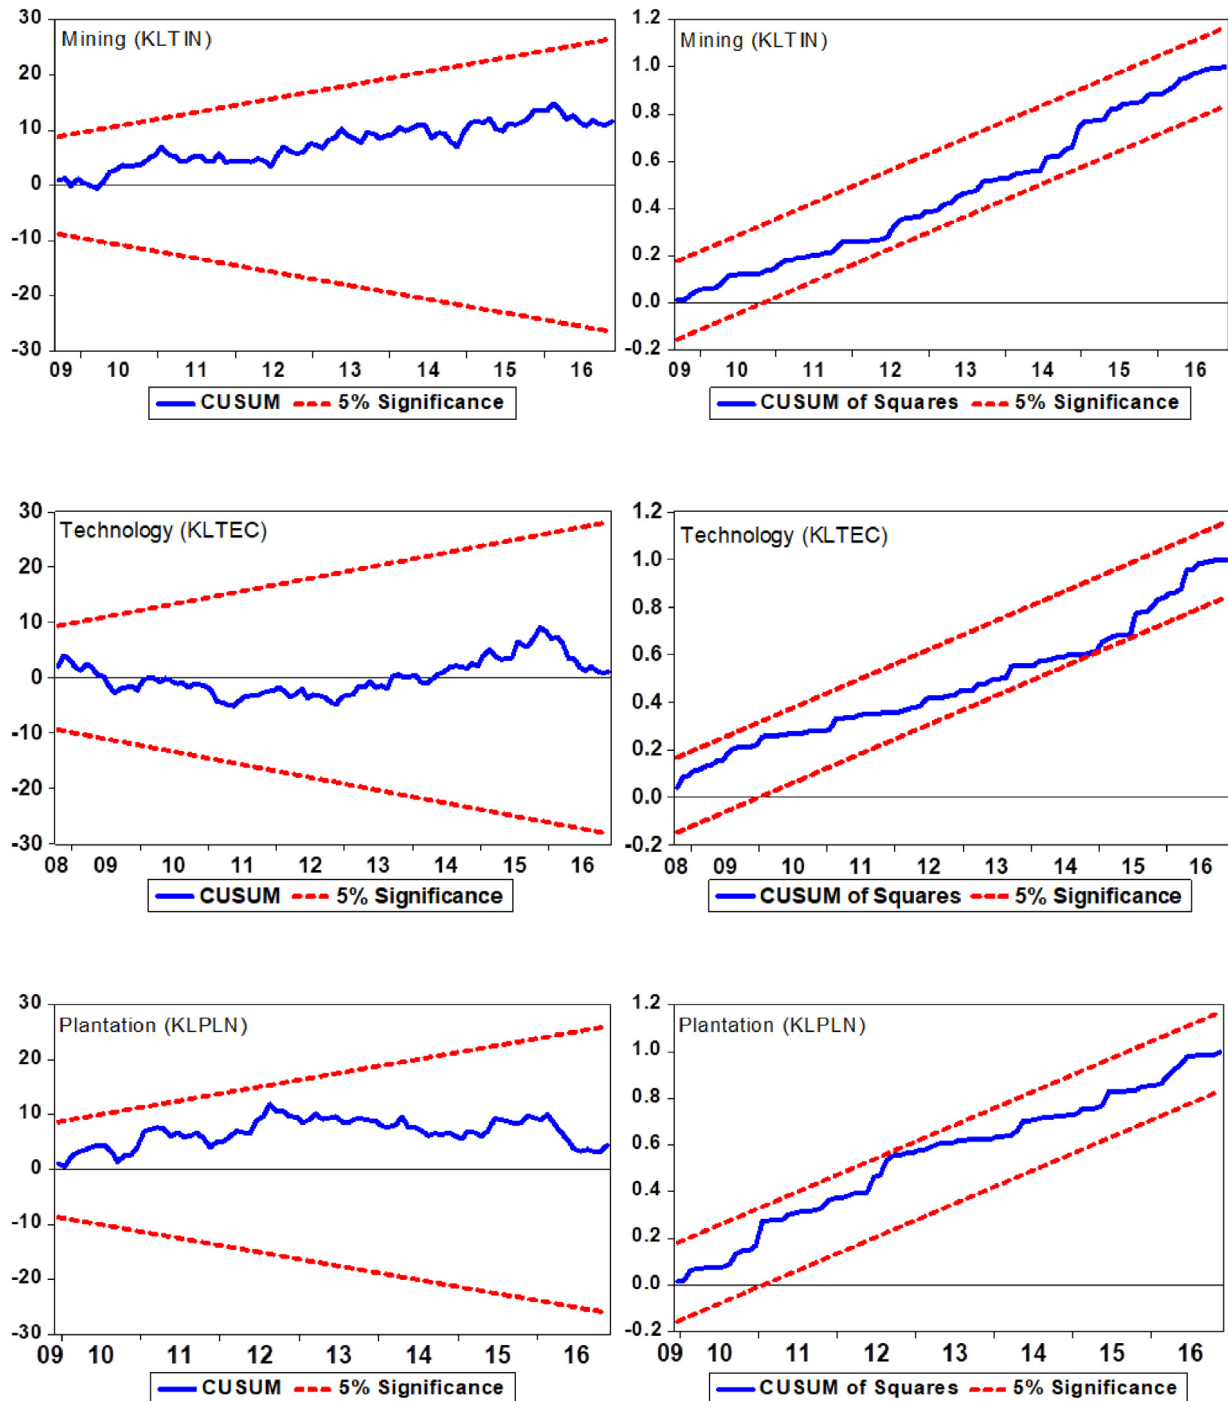 30
20
10
0
-10
-20
-30
Mining (KLTIN)
09 10 11 12 13 14 15 16
CUSUM 5% Significance
1.2
1.0
0.8
0.6
0.4
0.2
0.0
-0.2
Mining (KLTIN)
09 10 11 12 13 14 15 16
CUSUM of Squares 5% Significance
30
20
10
0
-10
-20
-30
Technology (KLTEC)
08 09 10 11 12 13 14 15 16
CUSUM 5% Significance
1.2
1.0
0.8
0.6
0.4
0.2
0.0
-0.2
Technology (KLTEC)
08 09 10 11 12 13 14 15 16
CUSUM of Squares 5% Significance
30
20
10
0
-10
-20
-30
Plantation (KLPLN)
09 10 11 12 13 14 15 16
CUSUM 5% Significance
1.2
1.0
0.8
0.6
0.4
0.2
0.0
-0.2
Plantation (KLPLN)
09 10 11 12 13 14 15 16
CUSUM of Squares 5% Significance